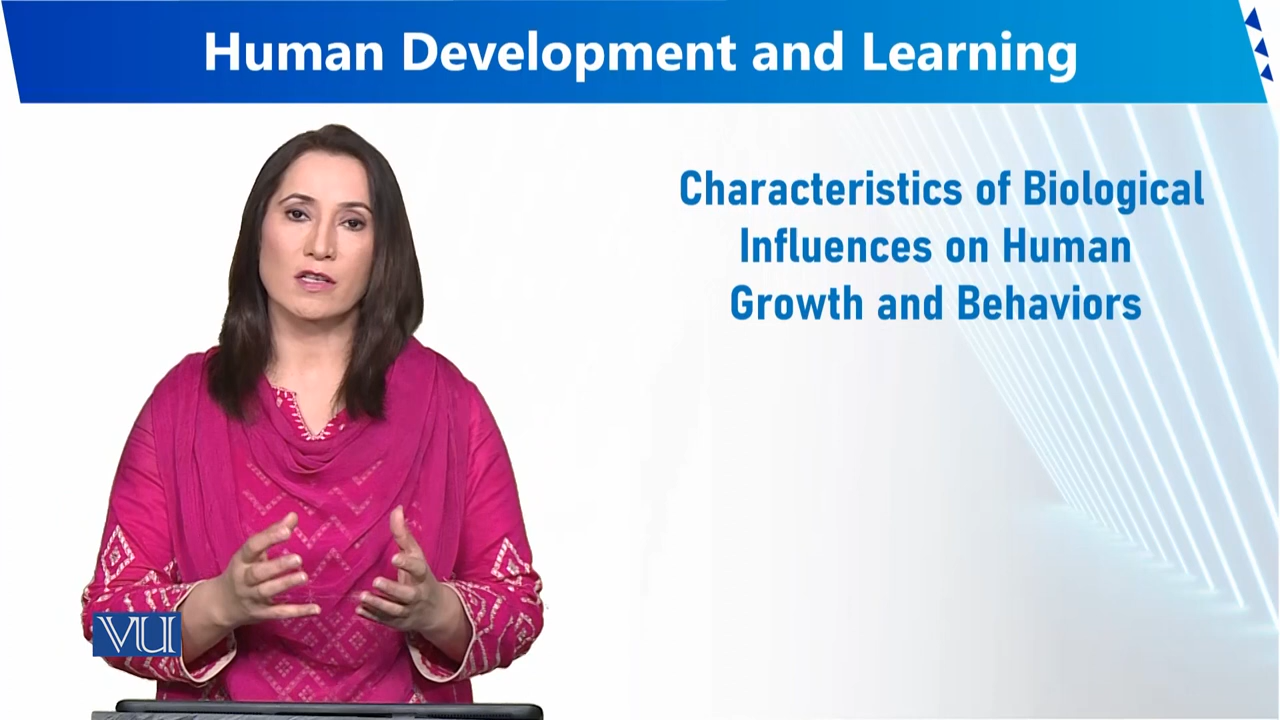 Human Development and Learning
Characteristics of Biological
Influences on Human
Growth and Behaviors
VU